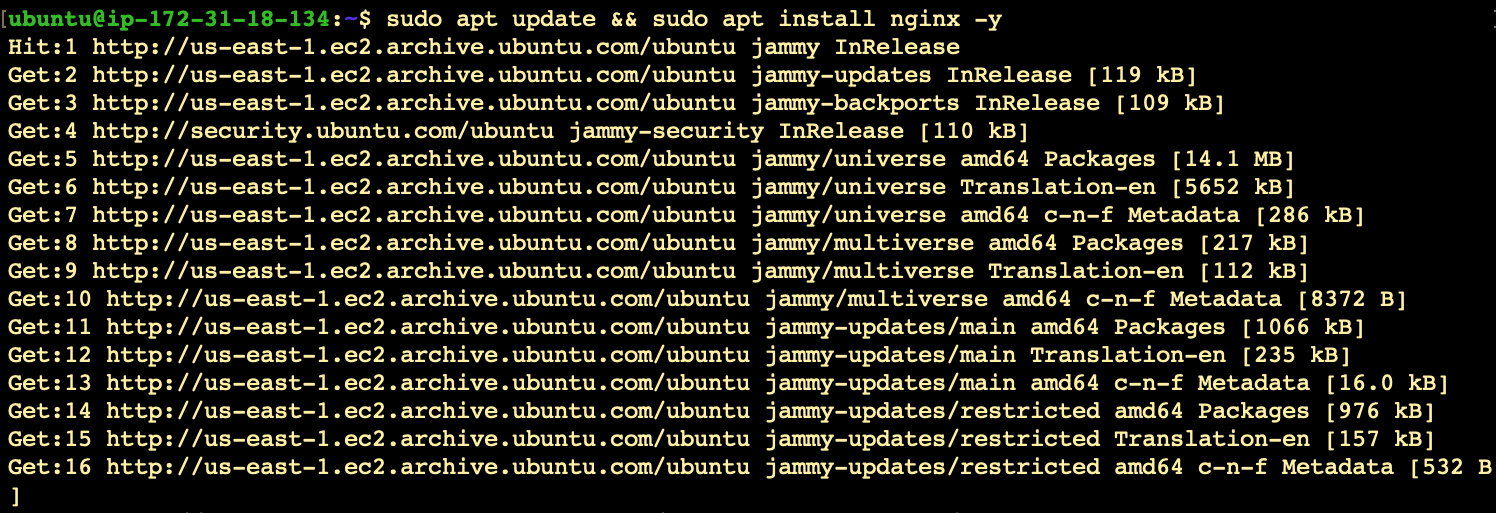 [ubuntu@ip-172-31-18-134:~$ sudo apt update && sudo apt install nginx -y
Hit:1 http://us-east-1.ec2.archive.ubuntu.com/ubuntu jammy InRelease
Get:2 http://us-east-1.ec2.archive.ubuntu.com/ubuntu jammy-updates InRelease [119 kB]
Get:3 http://us-east-1.ec2.archive.ubuntu.com/ubuntu jammy-backports InRelease [109 kB]
Get:4 http://security.ubuntu.com/ubuntu jammy-security InRelease [110 kB]
Get:5 http://us-east-1.ec2.archive.ubuntu.com/ubuntu jammy/universe amd64 Packages [14.1 MB]
Get:6 http://us-east-1.ec2.archive.ubuntu.com/ubuntu jammy/universe Translation-en [5652 kB]
Get:7 http://us-east-1.ec2.archive.ubuntu.com/ubuntu jammy/universe amd64 c-n-f Metadata [286 kB]
Get:8 http://us-east-1.ec2.archive.ubuntu.com/ubuntu jammy/multiverse amd64 Packages [217 kB]
Get:9 http://us-east-1.ec2.archive.ubuntu.com/ubuntu jammy/multiverse Translation-en [112 kB]
Get:10 http://us-east-1.ec2.archive.ubuntu.com/ubuntu jammy/multiverse amd64 c-n-f Metadata [8372 B]
Get:11 http://us-east-1.ec2.archive.ubuntu.com/ubuntu jammy-updates/main amd64 Packages [1066 kB]
Get:12 http://us-east-1.ec2.archive.ubuntu.com/ubuntu jammy-updates/main Translation-en [235 kB]
Get:13 http://us-east-1.ec2.archive.ubuntu.com/ubuntu jammy-updates/main amd64 c-n-f Metadata [16.0 kB]
Get:14 http://us-east-1.ec2.archive.ubuntu.com/ubuntu jammy-updates/restricted amd64 Packages [976 kB]
Get:15 http://us-east-1.ec2.archive.ubuntu.com/ubuntu jammy-updates/restricted Translation-en [157 kB]
Get:16 http://us-east-1.ec2.archive.ubuntu.com/ubuntu jammy-updates/restricted amd64 c-n-f Metadata [532 B
]